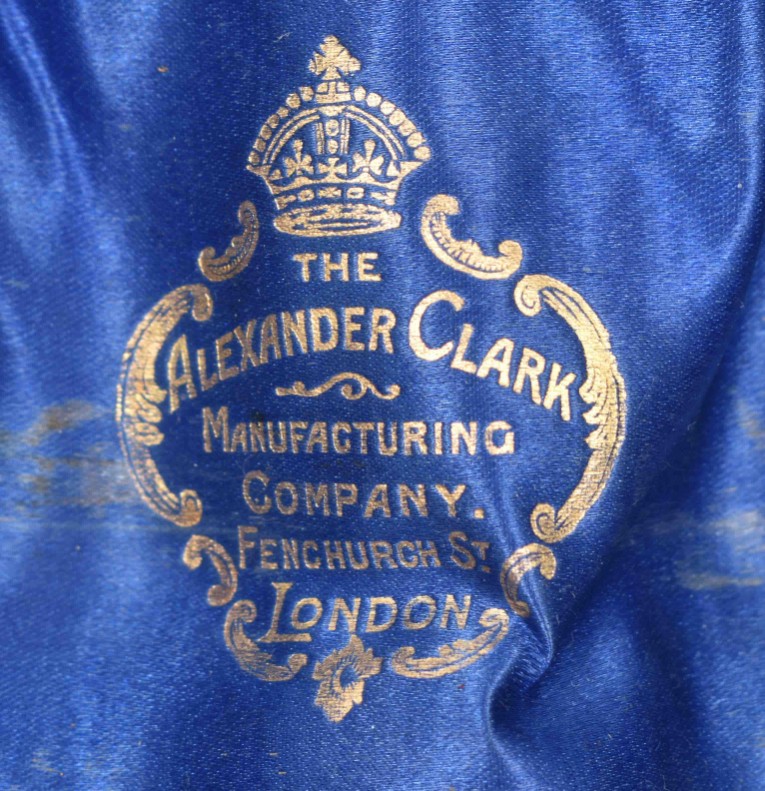 THE
ALEXANDER CLARK
MANUFACTURING
COMPANY.
FENCHURCH ST
LONDON